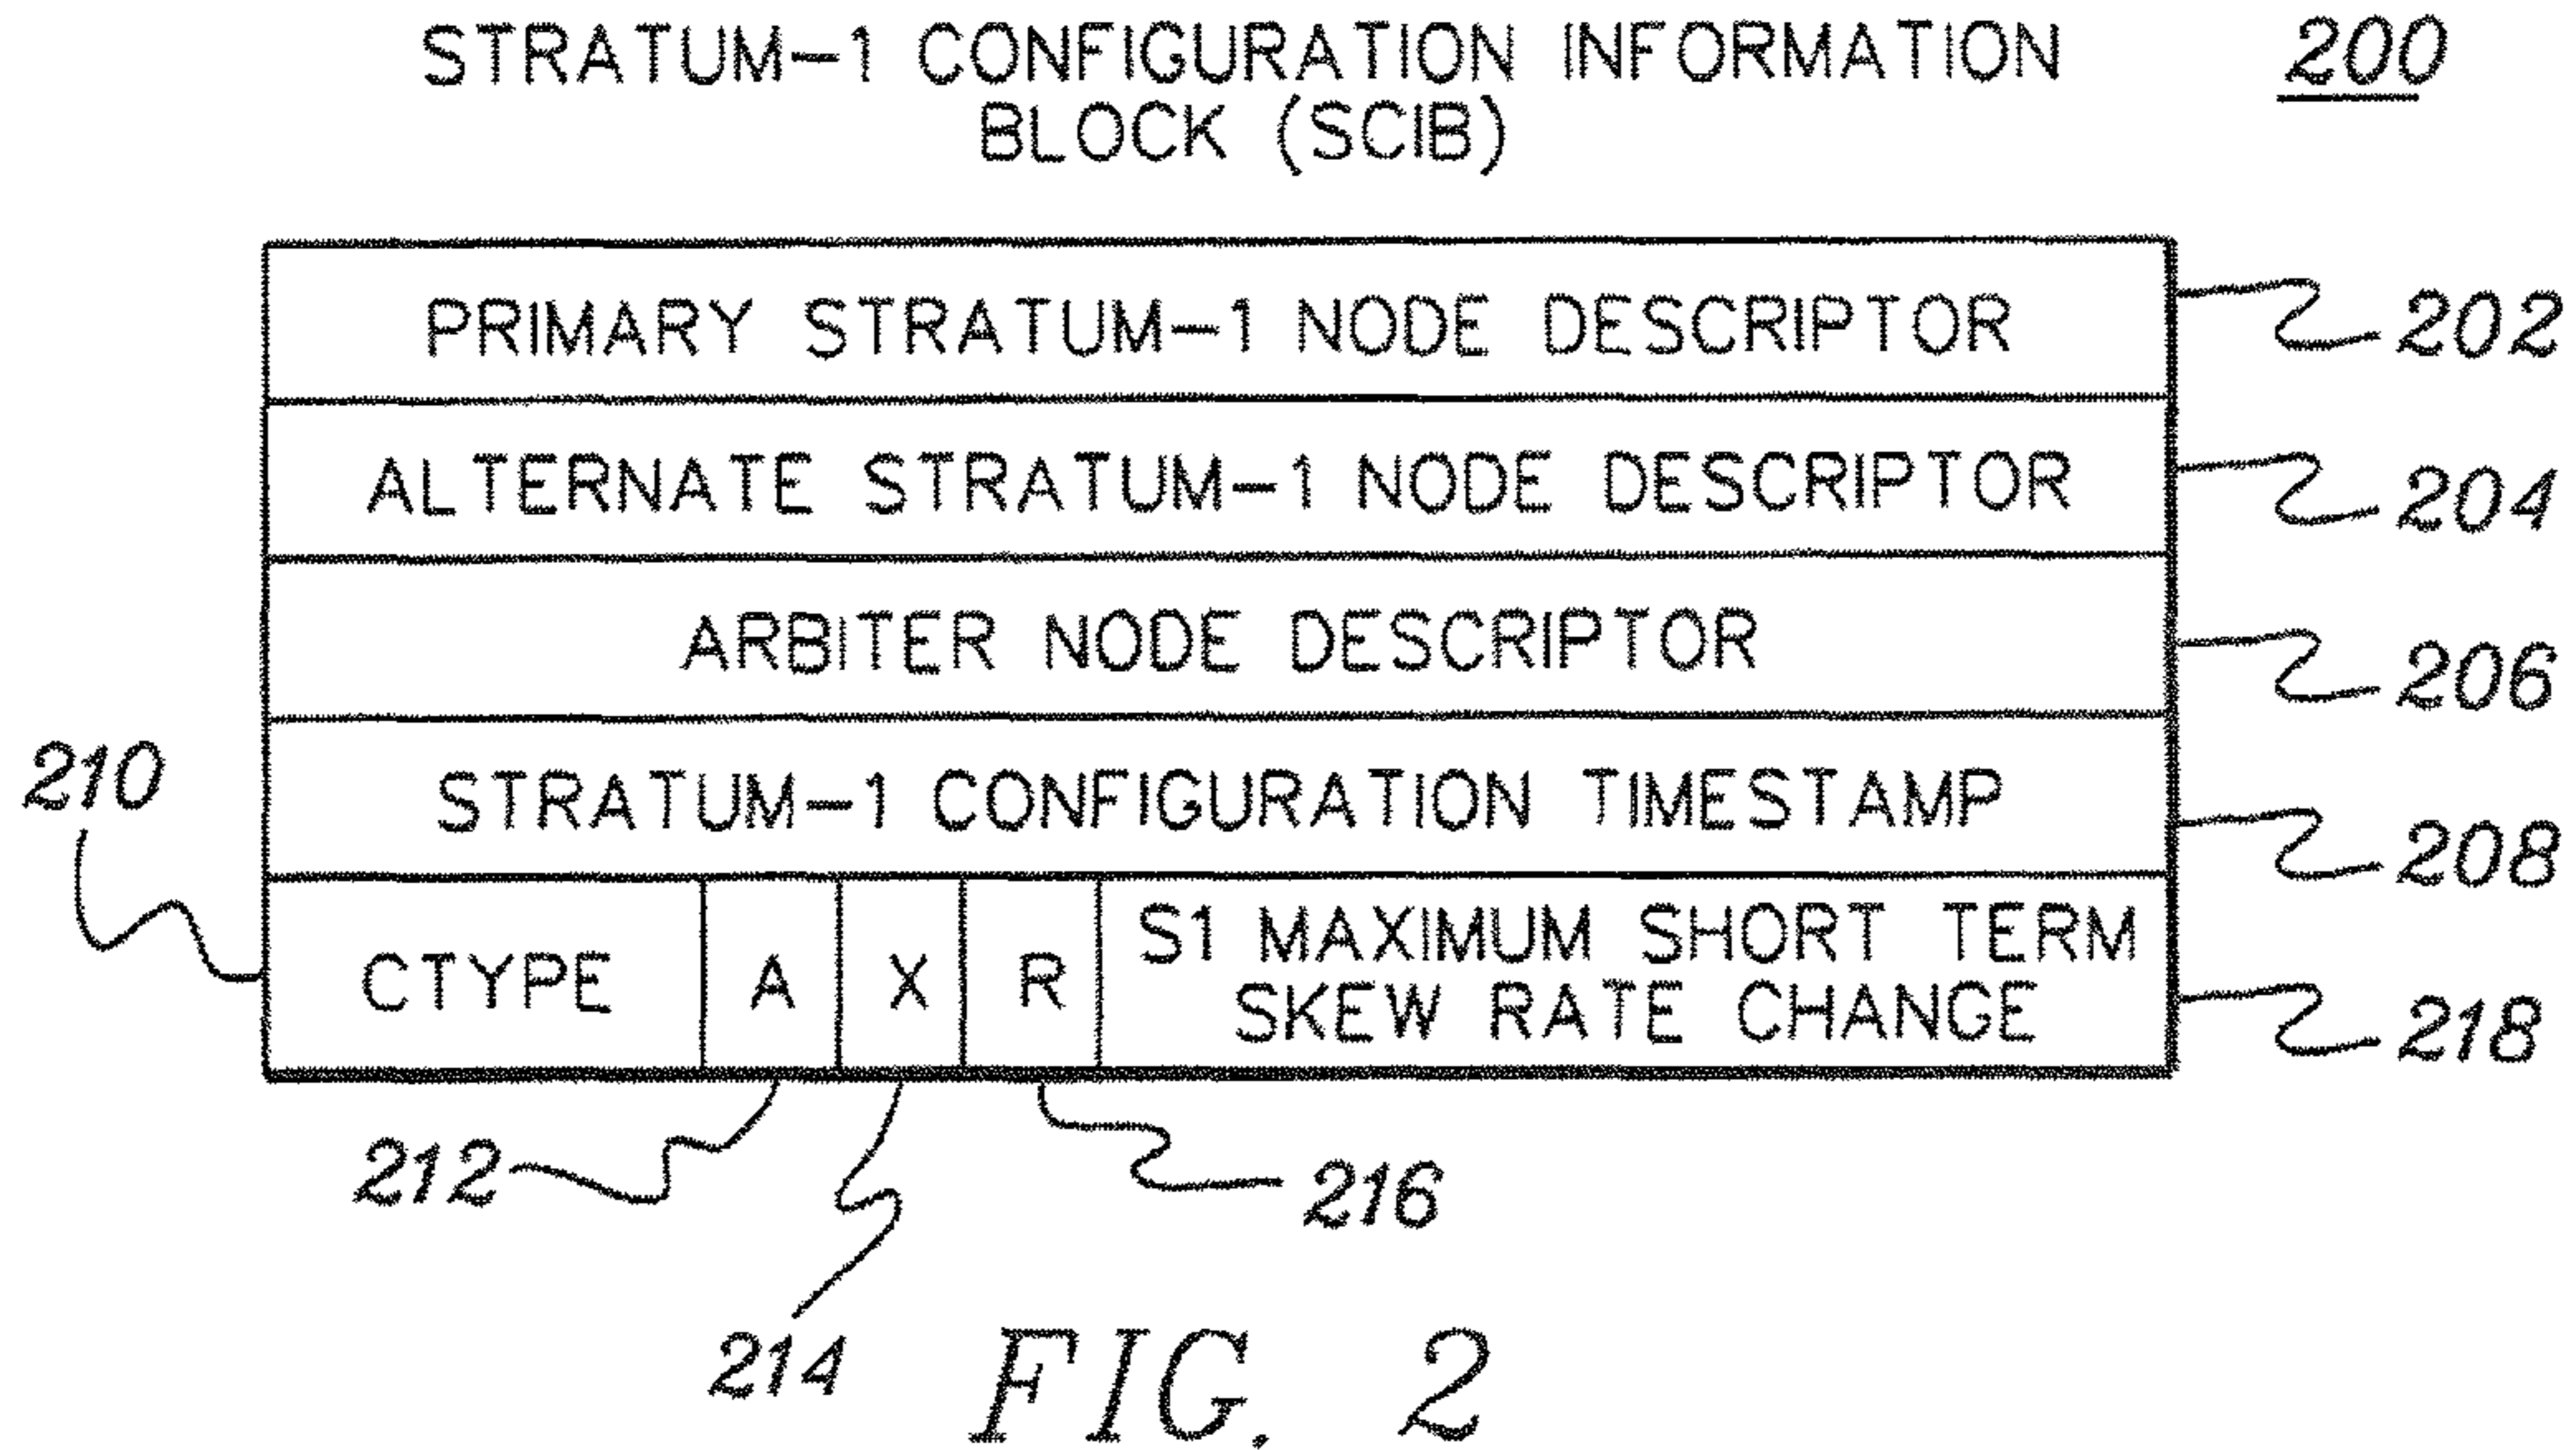 STRATUM-1 CONFIGURATION INFORMATION 200
BLOCK (SCIB)
PRIMARY STRATUM-1 NODE DESCRIPTOR 202
ALTERNATE STRATUM-1 NODE DESCRIPTOR 204
ARBITER NODE DESCRIPTOR 206
210 STRATUM-1 CONFIGURATION TIMESTAMP 208
CTYPE A X R S1 MAXIMUM SHORT TERM
SKEW RATE CHANGE 218
212 216
214
FIG. 2